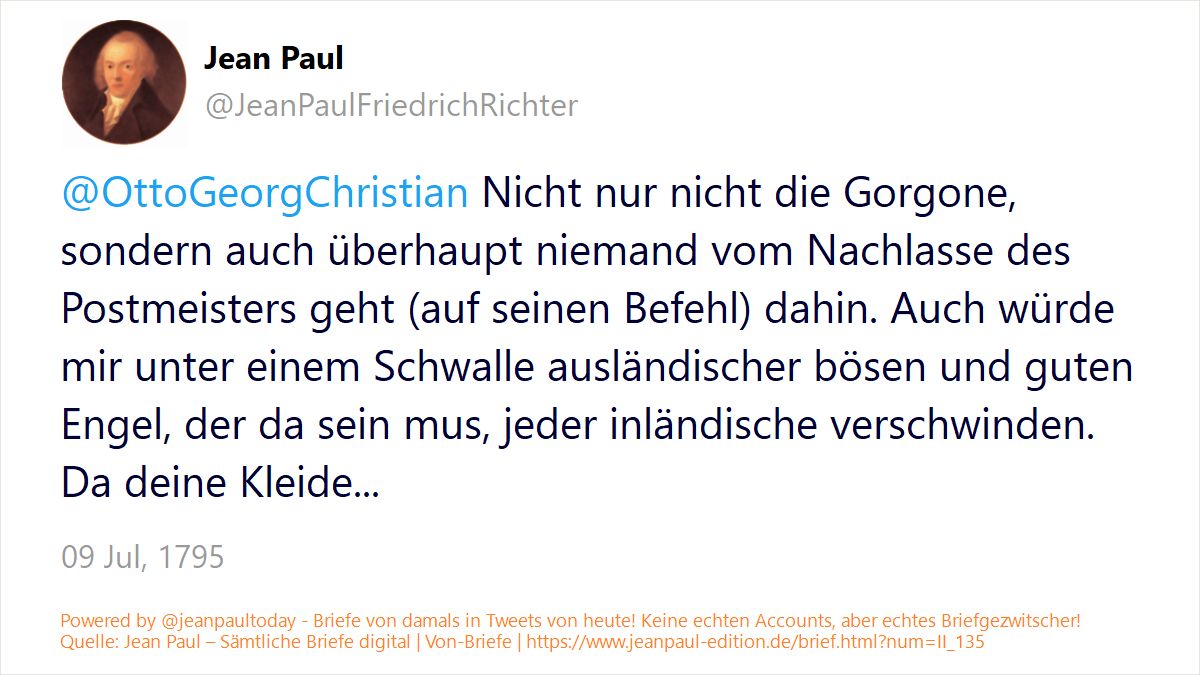 Jean Paul
@JeanPaulFriedrichRichter
@OttoGeorgChristian Nicht nur nicht die Gorgone,
sondern auch überhaupt niemand vom Nachlasse des
Postmeisters geht (auf seinen Befehl) dahin. Auch würde
mir unter einem Schwalle ausländischer bösen und guten
Engel, der da sein mus, jeder inländische verschwinden.
Da deine Kleide...
09 Jul, 1795
Powered by @jeanpaultoday - Briefe von damals in Tweets von heute! Keine echten Accounts, aber echtes Briefgezwitscher!
Quelle: Jean Paul – Sämtliche Briefe digital | Von-Briefe | https://www.jeanpaul-edition.de/brief.html?num=II_135